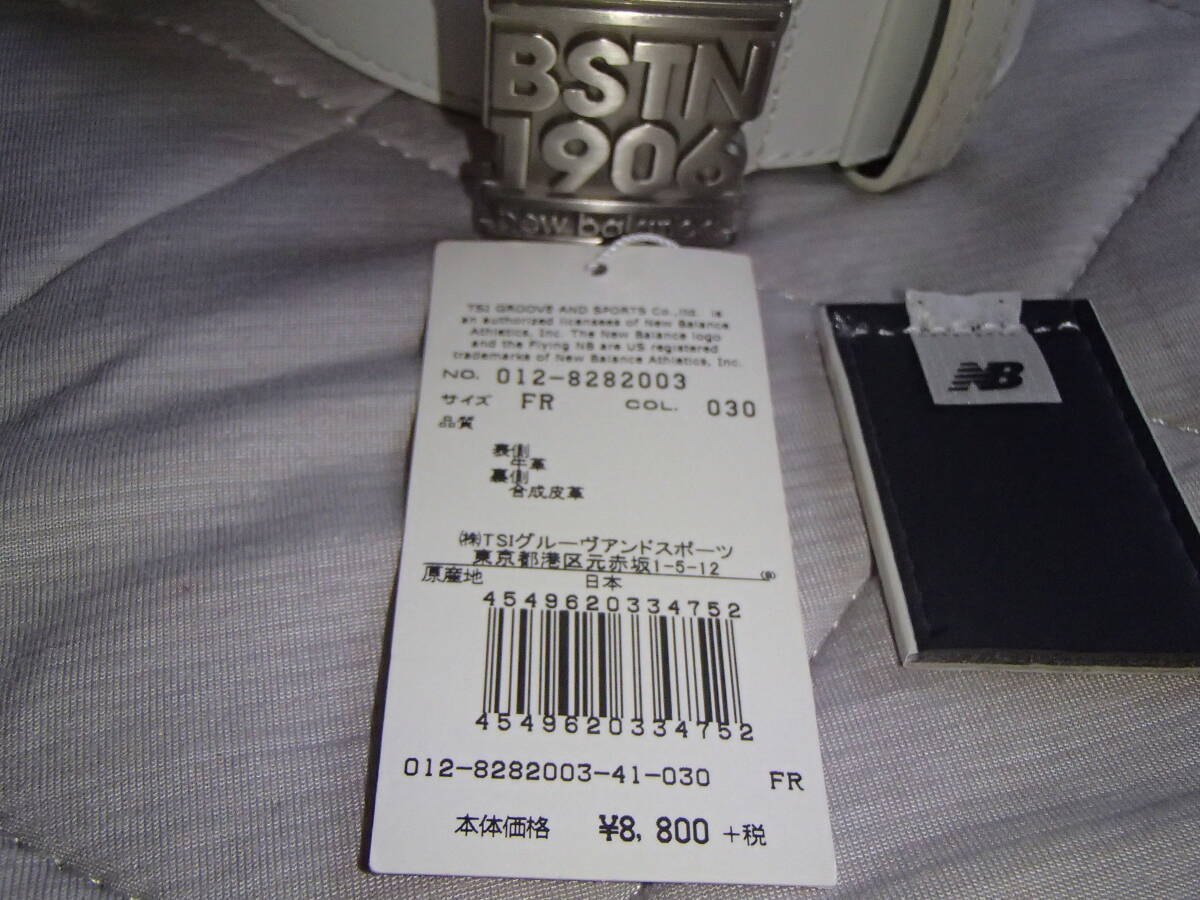 BSTN
1906
new balance
TSI GROOVE AND SPORTS Co.,ltd. is
an authorized licensees of New Balance
Athletics, Inc. The New Balance logo
and the Flying NB are US registered
trademarks of New Balance Athletics, Inc.
NO. 012-8282003
サイズ FR COL. 030
品質
表側
牛革
裏側
合成皮革
㈱TSIグルーヴアンドスポーツ
東京都港区元赤坂1-5-12
原産地 日本
4549620334752
4549620334752
012-8282003-41-030 FR
本体価格 ¥8,800 +税
NB